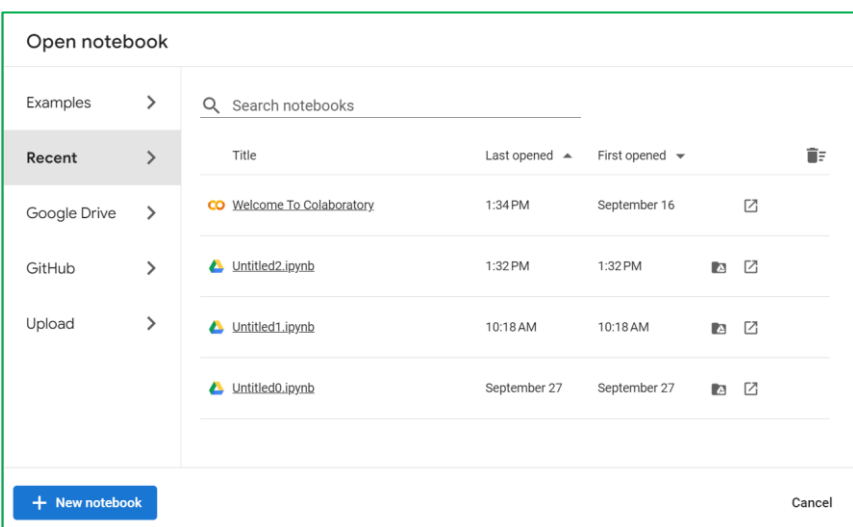 Open notebook
Examples
Search notebooks
Recent
Title Last opened First opened
Welcome To Colaboratory 1:34 PM September 16
Google Drive
Untitled2.ipynb 1:32 PM 1:32 PM
GitHub
Untitled1.ipynb 10:18 AM 10:18 AM
Upload
Untitled0.ipynb September 27 September 27
+ New notebook
Cancel